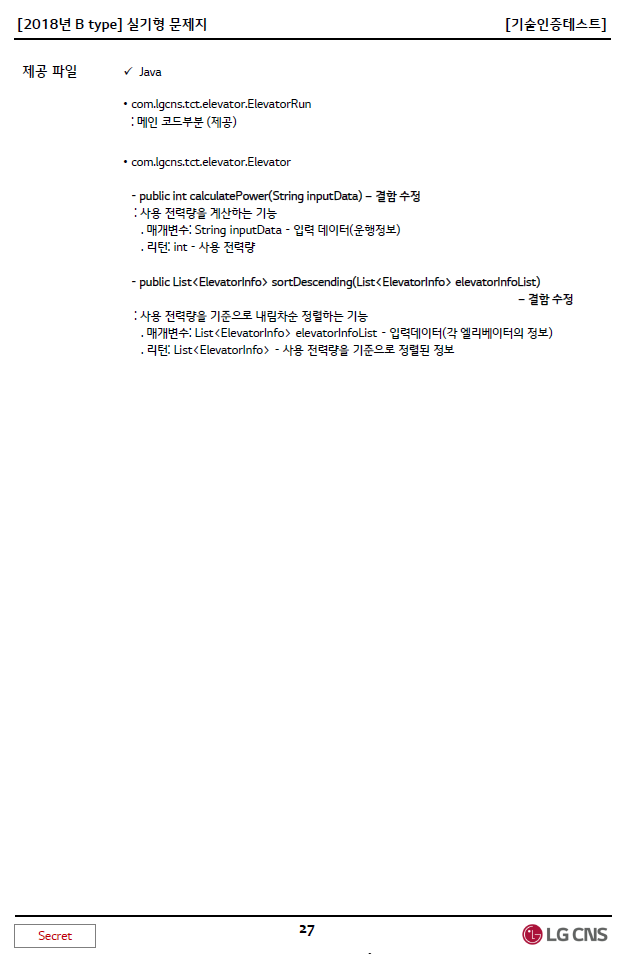 [2018년 B type] 실기형 문제지 [기술인증테스트]
제공 파일 ✓ Java
• com.lgcns.tct.elevator.ElevatorRun
: 메인 코드부분 (제공)
• com.lgcns.tct.elevator.Elevator
- public int calculatePower(String inputData) – 결함 수정
: 사용 전력량을 계산하는 기능
. 매개변수: String inputData - 입력 데이터(운행정보)
. 리턴: int - 사용 전력량
- public List<ElevatorInfo> sortDescending(List<ElevatorInfo> elevatorInfoList)
– 결함 수정
: 사용 전력량을 기준으로 내림차순 정렬하는 기능
. 매개변수: List<ElevatorInfo> elevatorInfoList - 입력데이터(각 엘리베이터의 정보)
. 리턴: List<ElevatorInfo> - 사용 전력량을 기준으로 정렬된 정보
Secret 27 LG CNS